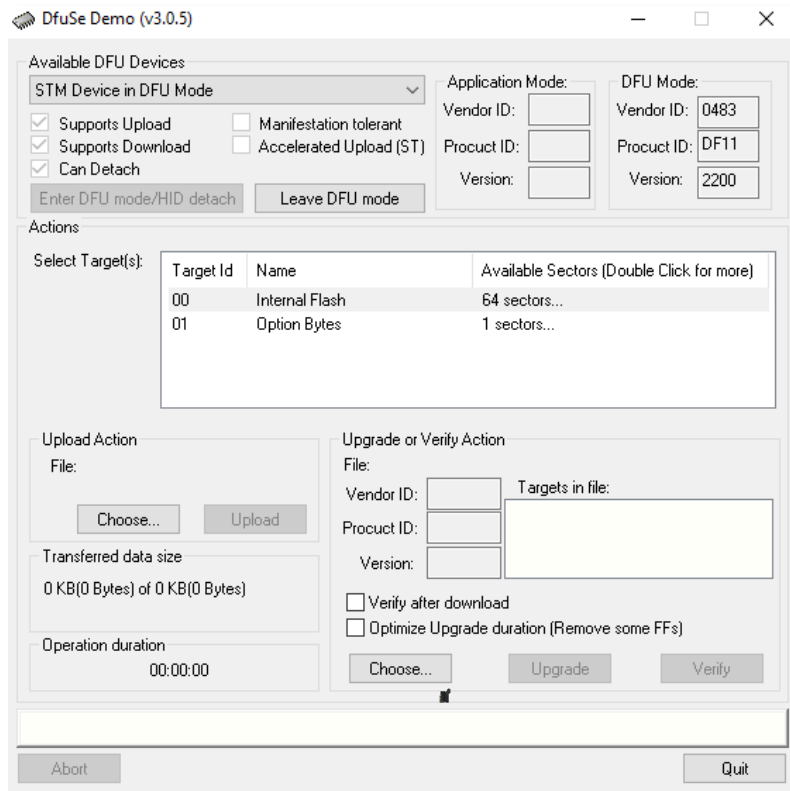 DfuSe Demo (v3.0.5)
Available DFU Devices
STM Device in DFU Mode
Supports Upload
Manifestation tolerant
Supports Download
Accelerated Upload (ST)
Can Detach
Enter DFU mode/HID detach
Leave DFU mode
Application Mode:
Vendor ID:
Procuct ID:
Version:
DFU Mode:
Vendor ID: 0483
Procuct ID: DF11
Version: 2200
Actions
Select Target(s):
Target Id Name Available Sectors (Double Click for more)
00 Internal Flash 64 sectors...
01 Option Bytes 1 sectors...
Upload Action
File:
Choose...
Upload
Transferred data size
0 KB(0 Bytes) of 0 KB(0 Bytes)
Operation duration
00:00:00
Upgrade or Verify Action
File:
Vendor ID:
Procuct ID:
Version:
Targets in file:
Verify after download
Optimize Upgrade duration (Remove some FFs)
Choose...
Upgrade
Verify
Abort
Quit